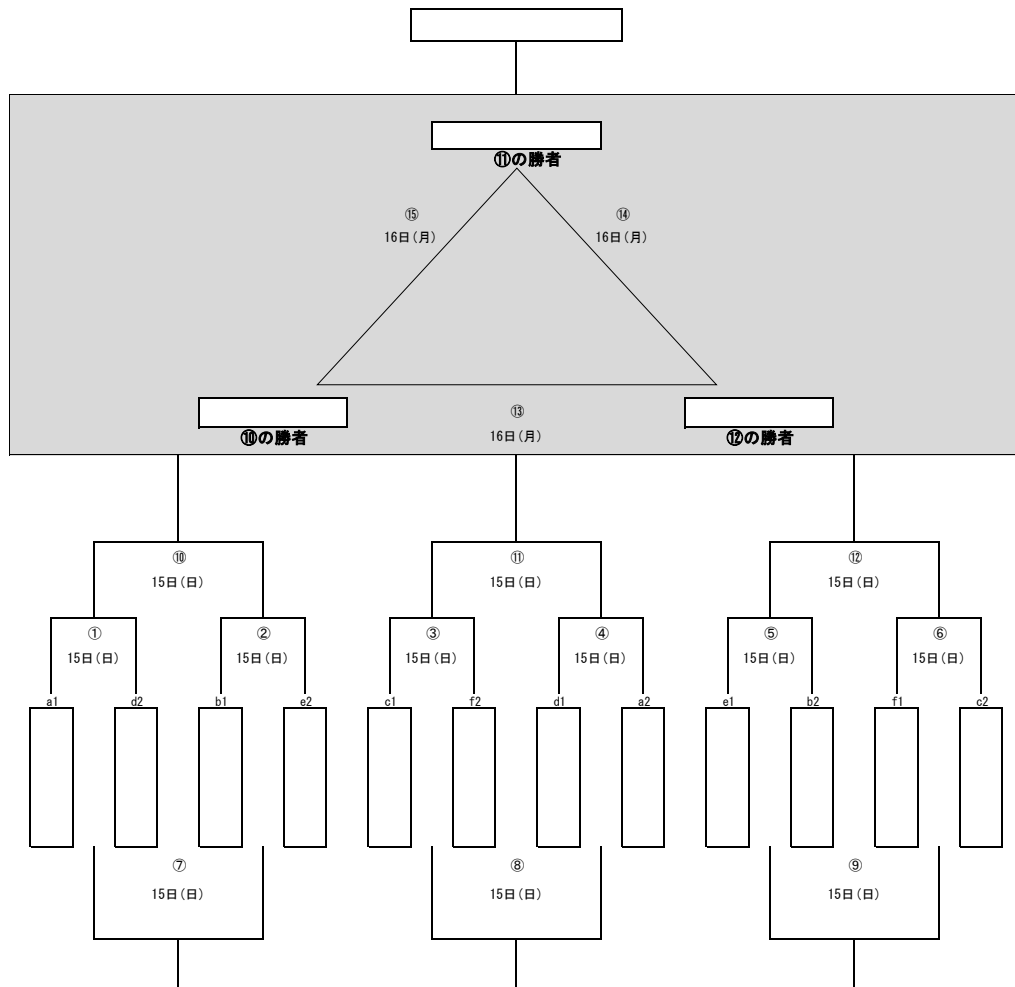 ⑪の勝者
⑮ ⑭
16日(月) 16日(月)
⑬
16日(月)
⑩の勝者 ⑫の勝者
⑩ ⑪ ⑫
15日(日) 15日(日) 15日(日)
① ② ③ ④ ⑤ ⑥
15日(日) 15日(日) 15日(日) 15日(日) 15日(日) 15日(日)
a1 d2 b1 e2 c1 f2 d1 a2 e1 b2 f1 c2
⑦ ⑧ ⑨
15日(日) 15日(日) 15日(日)